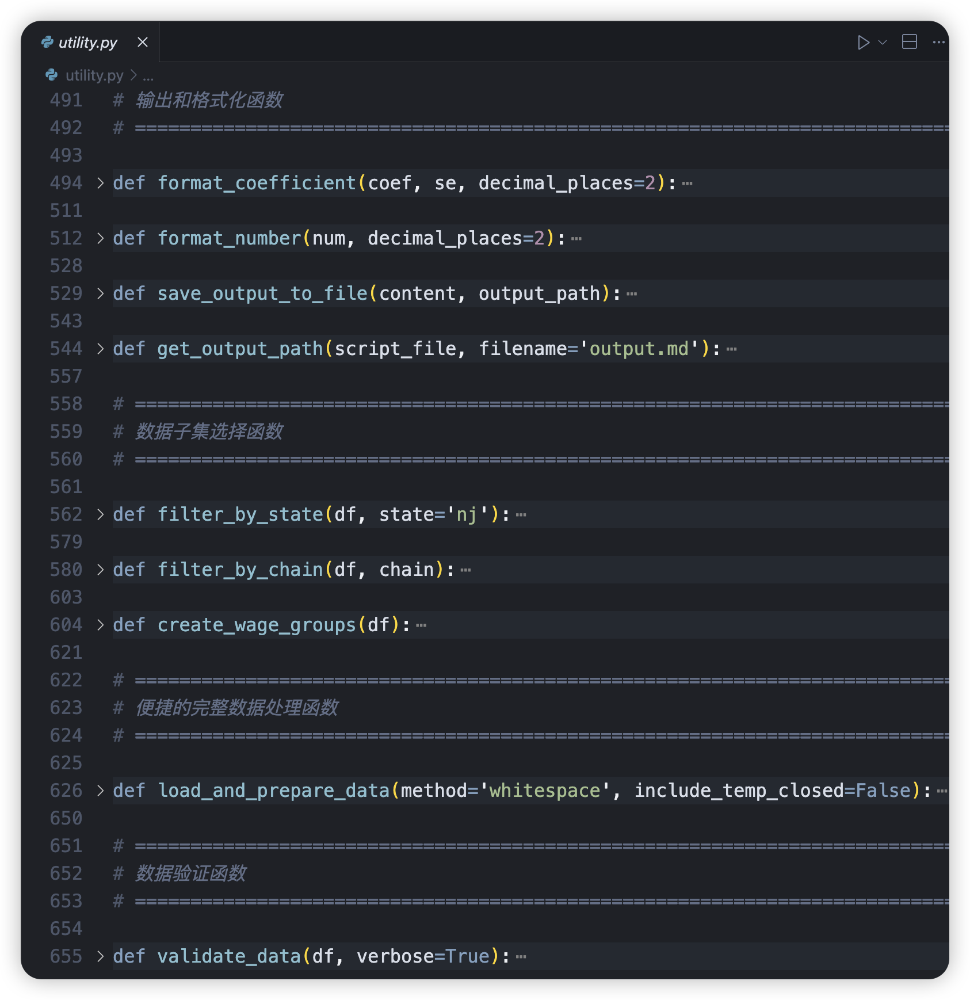 utility.py
utility.py > ...
491 # 输出和格式化函数
492 # ==========================================================================
493
494 > def format_coefficient(coef, se, decimal_places=2):⋯
511
512 > def format_number(num, decimal_places=2):⋯
528
529 > def save_output_to_file(content, output_path):⋯
543
544 > def get_output_path(script_file, filename='output.md'):⋯
557
558 # ==========================================================================
559 # 数据子集选择函数
560 # ==========================================================================
561
562 > def filter_by_state(df, state='nj'):⋯
579
580 > def filter_by_chain(df, chain):⋯
603
604 > def create_wage_groups(df):⋯
621
622 # ==========================================================================
623 # 便捷的完整数据处理函数
624 # ==========================================================================
625
626 > def load_and_prepare_data(method='whitespace', include_temp_closed=False):⋯
650
651 # ==========================================================================
652 # 数据验证函数
653 # ==========================================================================
654
655 > def validate_data(df, verbose=True):⋯